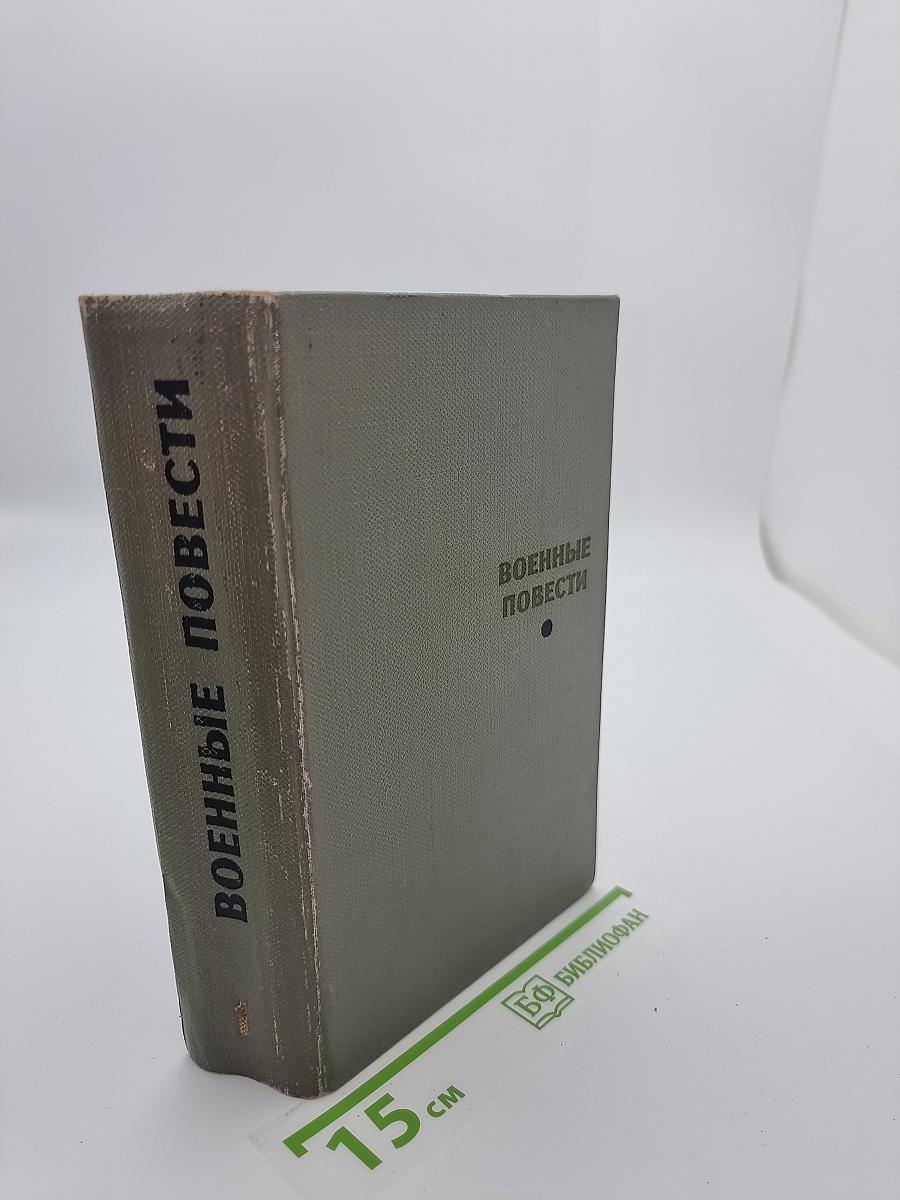 ВОЕННЫЕ ПОВЕСТИ
ВОЕННЫЕ
ПОВЕСТИ
БФ БИБЛИОФАН
15 см